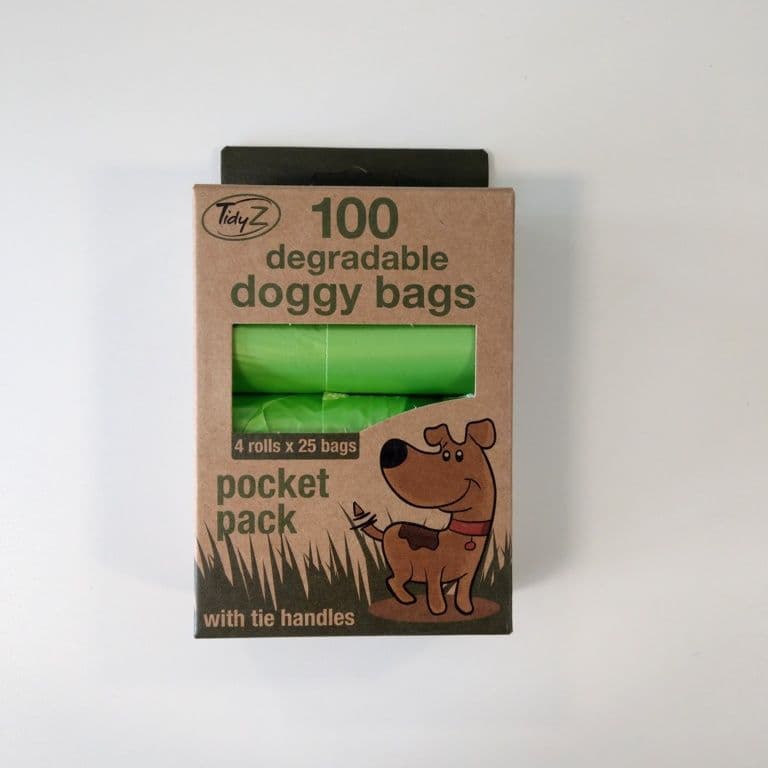 TidyZ
100
degradable
doggy bags
4 rolls x 25 bags
pocket
pack
with tie handles